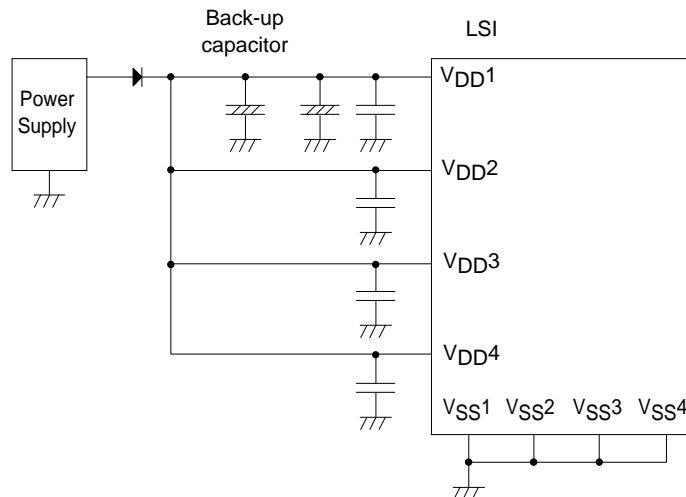 Back-up
capacitor
LSI
Power
Supply
VDD1
VDD2
VDD3
VDD4
VSS1 VSS2 VSS3 VSS4